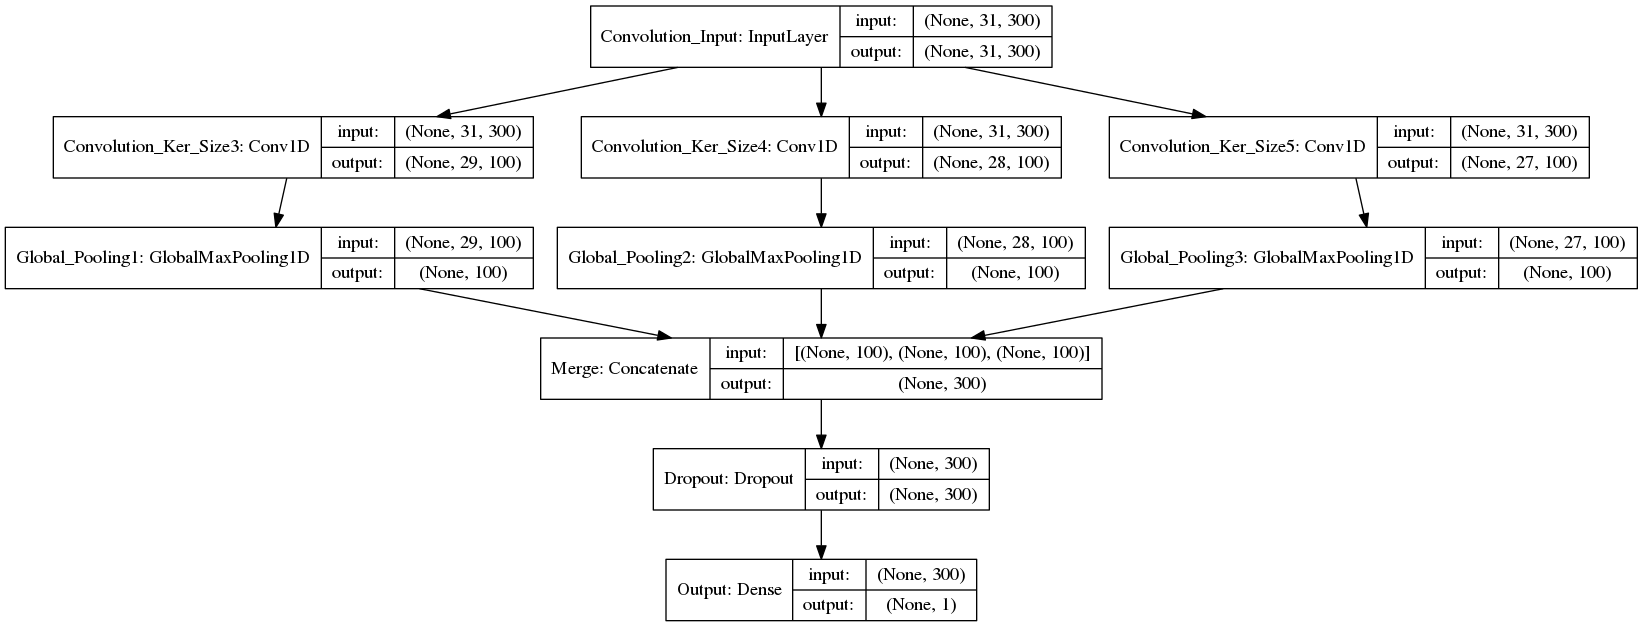 Convolution_Input: InputLayer
input: (None, 31, 300)
output: (None, 31, 300)
Convolution_Ker_Size3: Conv1D
input: (None, 31, 300)
output: (None, 29, 100)
Convolution_Ker_Size4: Conv1D
input: (None, 31, 300)
output: (None, 28, 100)
Convolution_Ker_Size5: Conv1D
input: (None, 31, 300)
output: (None, 27, 100)
Global_Pooling1: GlobalMaxPooling1D
input: (None, 29, 100)
output: (None, 100)
Global_Pooling2: GlobalMaxPooling1D
input: (None, 28, 100)
output: (None, 100)
Global_Pooling3: GlobalMaxPooling1D
input: (None, 27, 100)
output: (None, 100)
Merge: Concatenate
input: [(None, 100), (None, 100), (None, 100)]
output: (None, 300)
Dropout: Dropout
input: (None, 300)
output: (None, 300)
Output: Dense
input: (None, 300)
output: (None, 1)